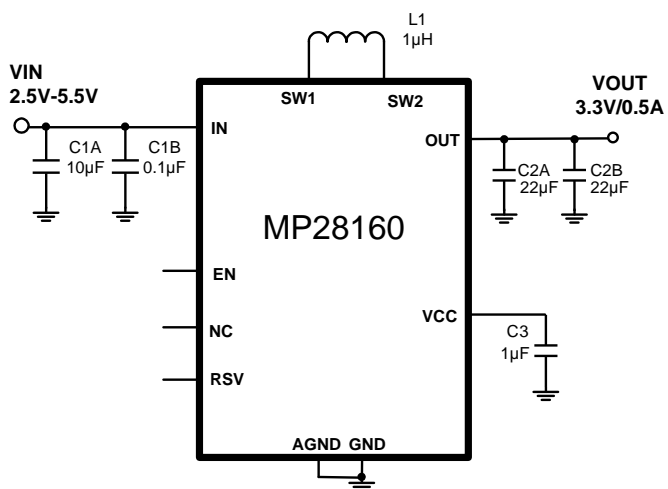 L1
1µH
VIN
2.5V-5.5V
SW1
SW2
VOUT
3.3V/0.5A
IN
C1A
10µF
C1B
0.1µF
OUT
C2A
22µF
C2B
22µF
MP28160
EN
NC
VCC
C3
1µF
RSV
AGND GND